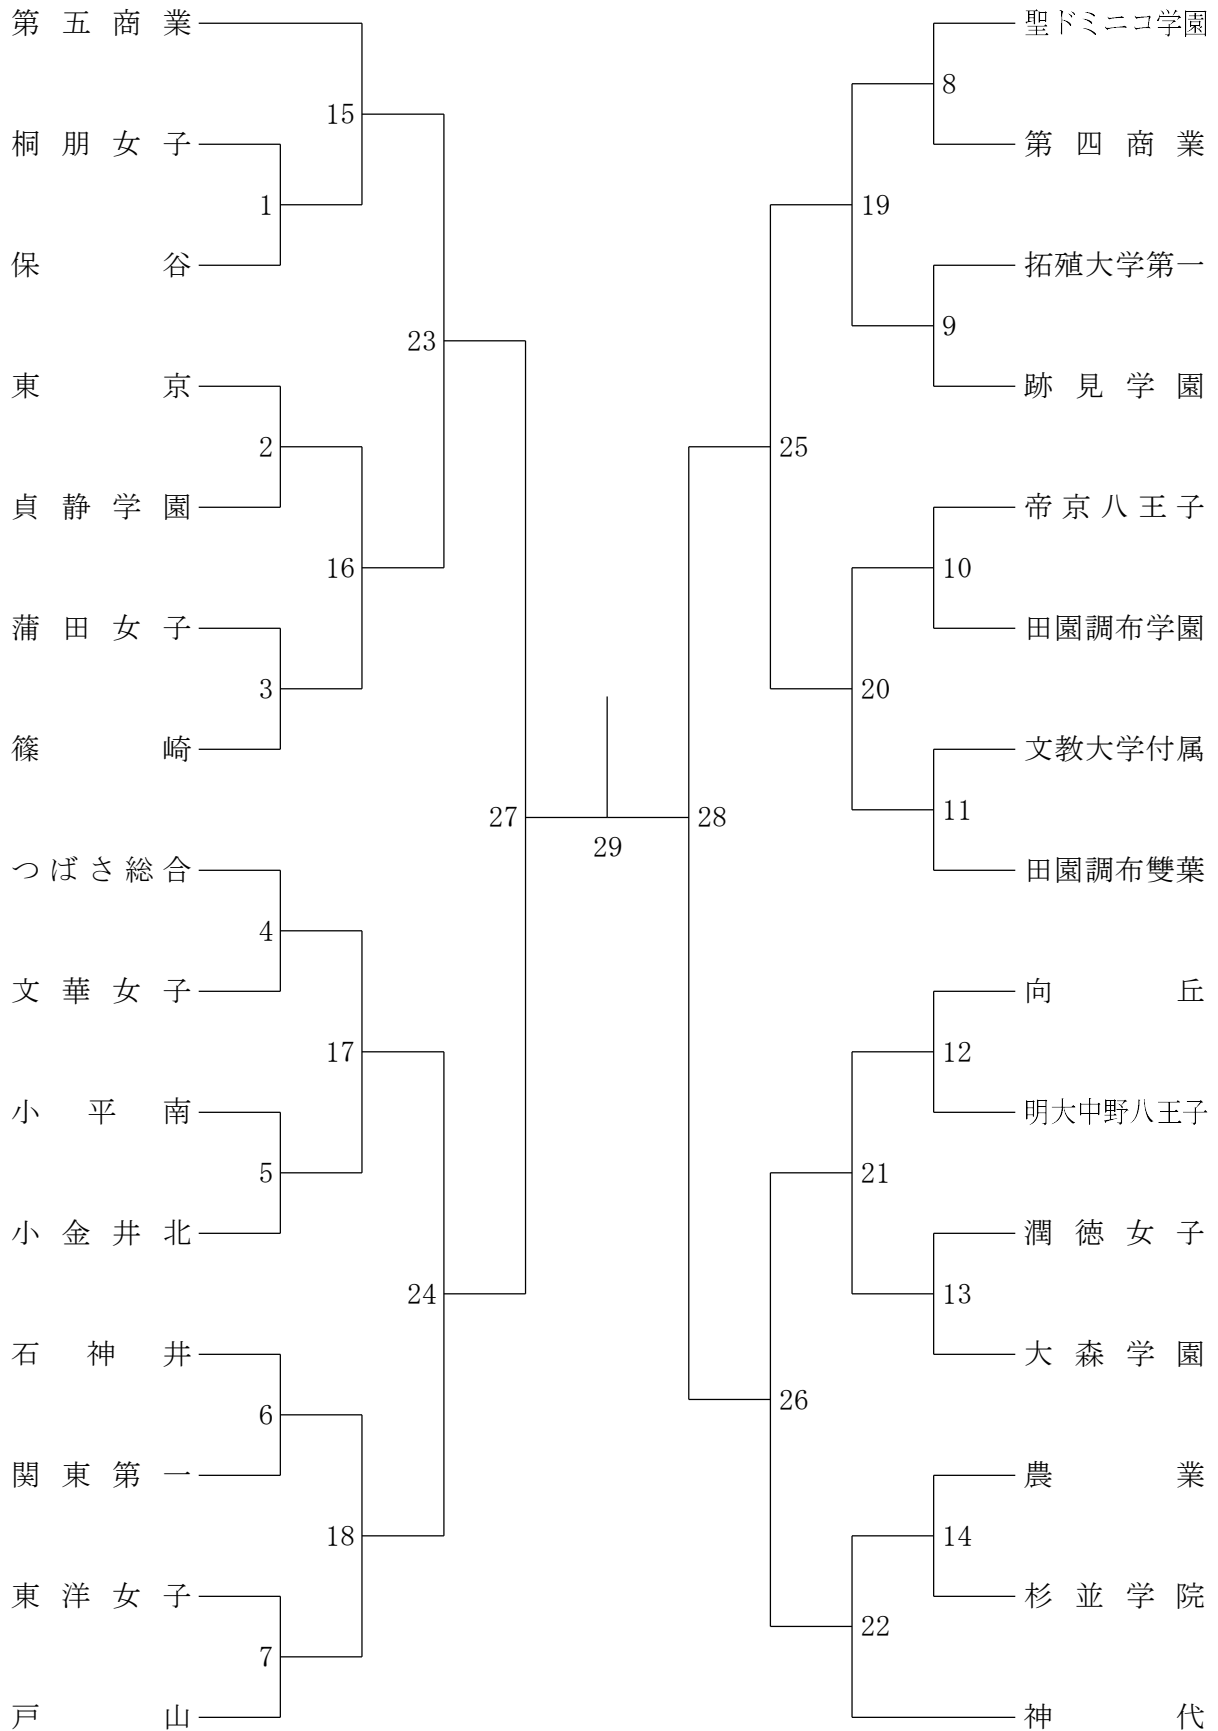 第五商業
桐朋女子
保谷
東京
貞静学園
蒲田女子
篠崎
つばさ総合
文華女子
小平南
小金井北
石神井
関東第一
東洋女子
戸山
1
2
3
4
5
6
7
15
16
17
18
23
24
27
29
28
25
26
19
20
21
22
8
9
10
11
12
13
14
聖ドミニコ学園
第四商業
拓殖大学第一
跡見学園
帝京八王子
田園調布学園
文教大学付属
田園調布雙葉
向丘
明大中野八王子
潤徳女子
大森学園
農業
杉並学院
神代